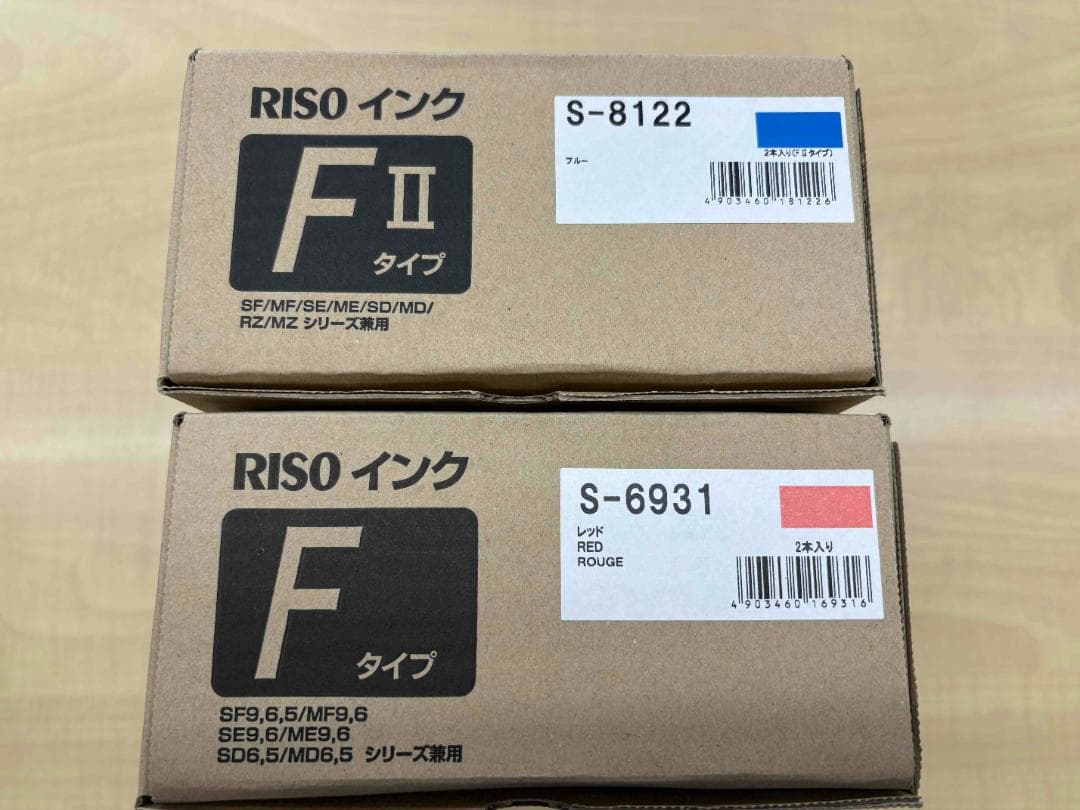 RISO インク
F II
タイプ
SF/MF/SE/ME/SD/MD/
RZ/MZ シリーズ兼用
S-8122
ブルー
2本入り(FⅡタイプ)
4 903460 181226
RISO インク
F
タイプ
SF9,6,5/MF9,6
SE9,6/ME9,6
SD6,5/MD6,5 シリーズ兼用
S-6931
レッド
RED
ROUGE
2本入り
4 903460 169316